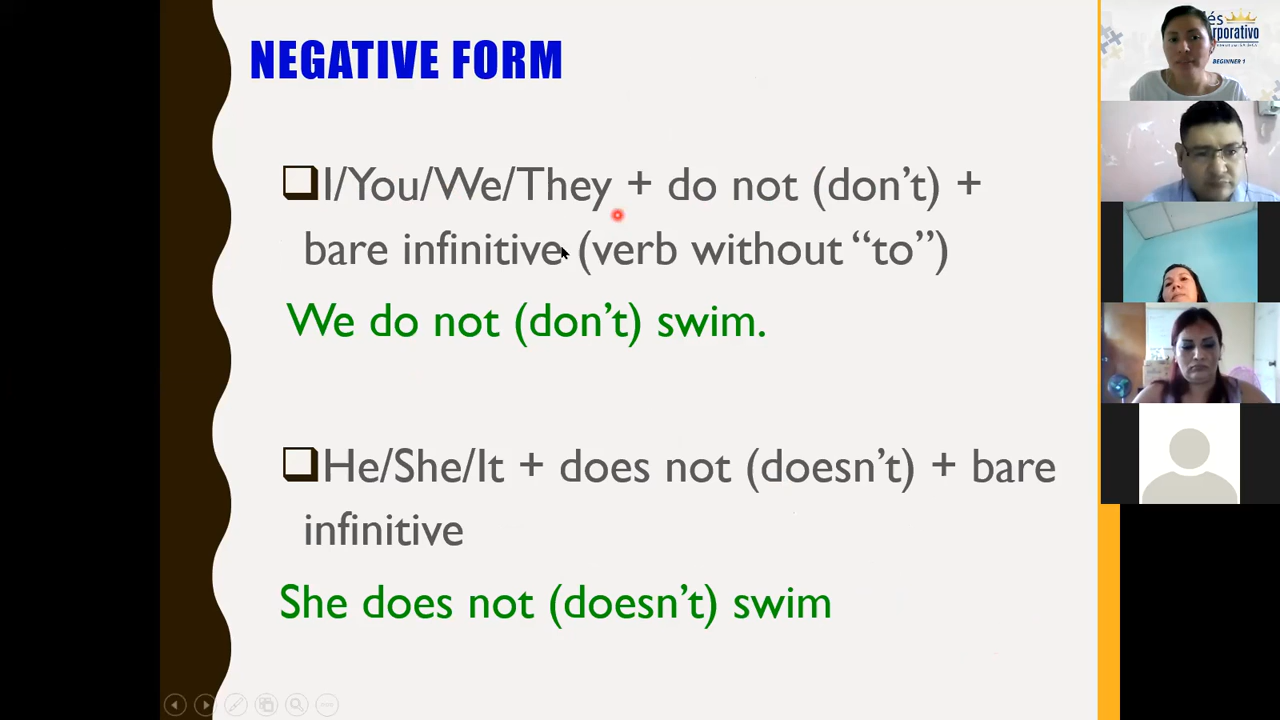 NEGATIVE FORM
I/You/We/They + do not (don't) +
bare infinitive (verb without “to”)
We do not (don't) swim.
He/She/It + does not (doesn't) + bare
infinitive
She does not (doesn't) swim
BEGINNER 1